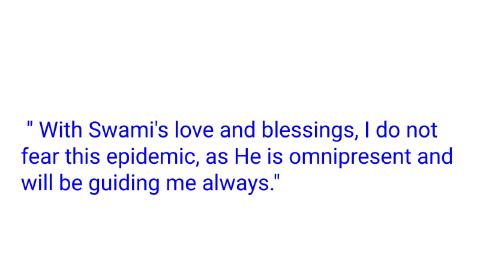 " With Swami's love and blessings, I do not
fear this epidemic, as He is omnipresent and
will be guiding me always."